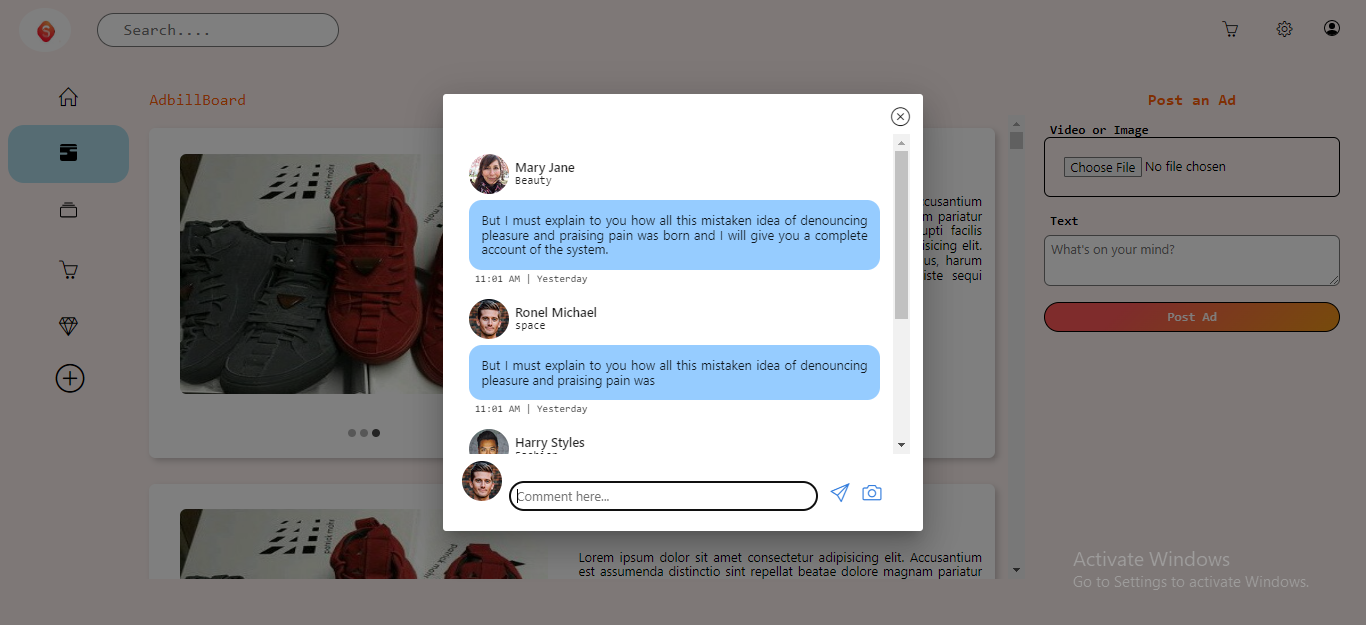 S
Search....
AdbillBoard
Mary Jane
Beauty
But I must explain to you how all this mistaken idea of denouncing
pleasure and praising pain was born and I will give you a complete
account of the system.
11:01 AM | Yesterday
Ronel Michael
space
But I must explain to you how all this mistaken idea of denouncing
pleasure and praising pain was
11:01 AM | Yesterday
Harry Styles
Comment here...
pariatur
facilis
elit.
harum
iste sequi
Lorem ipsum dolor sit amet consectetur adipisicing elit. Accusantium
est assumenda distinctio sint repellat beatae dolore magnam pariatur
Post an Ad
Video or Image
Choose File No file chosen
Text
What's on your mind?
Post Ad
Activate Windows
Go to Settings to activate Windows.
patrick mohr
patrick mohr